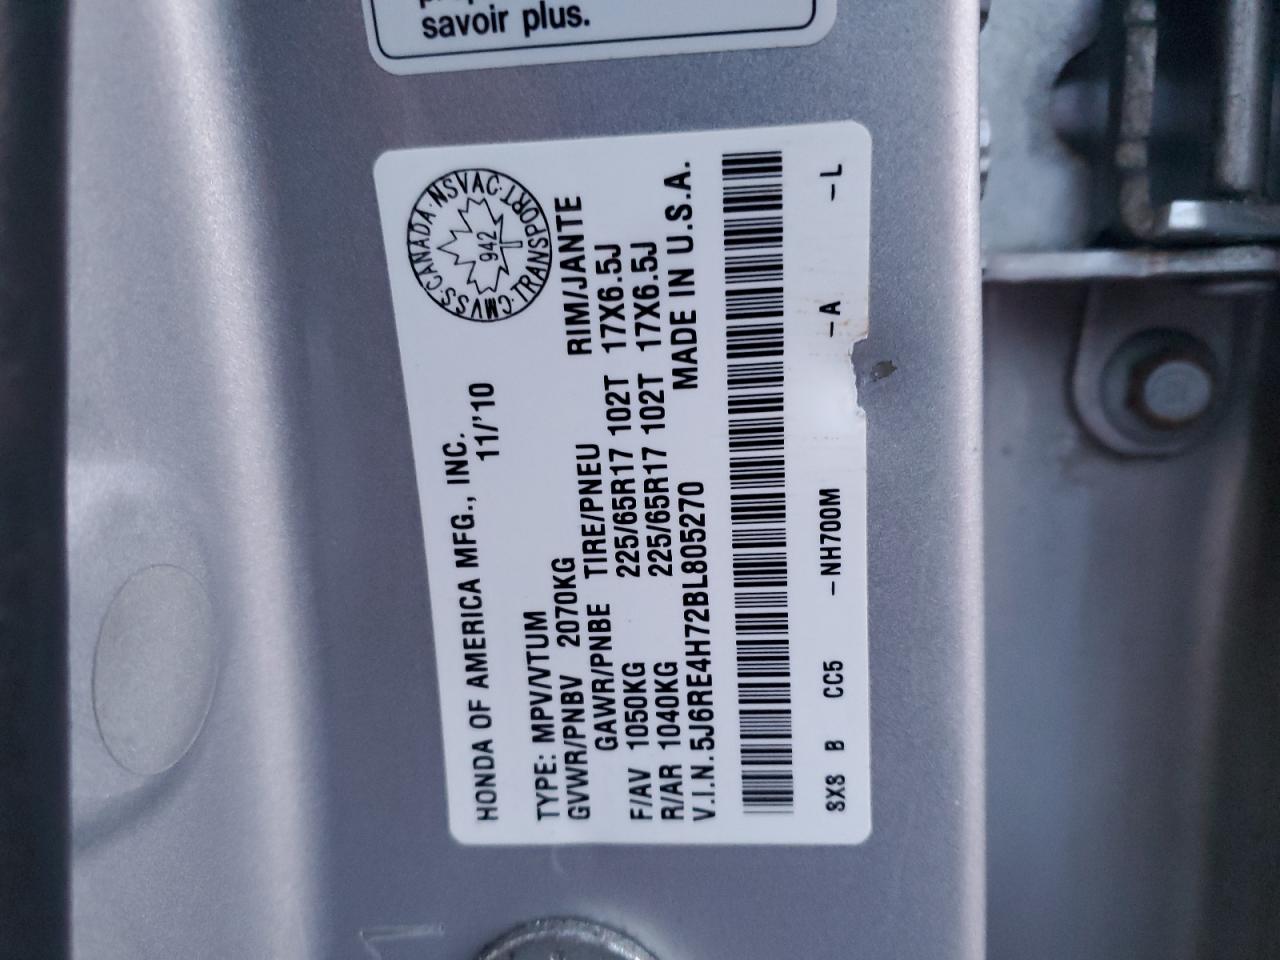 savoir plus.
CANADA · NSVAC · TRANSPORT · CMVSS
942
HONDA OF AMERICA MFG., INC.
11/'10
TYPE: MPV/VTUM
GVWR/PNBV 2070KG
GAWR/PNBE TIRE/PNEU RIM/JANTE
F/AV 1050KG 225/65R17 102T 17X6.5J
R/AR 1040KG 225/65R17 102T 17X6.5J
V.I.N. 5J6RE4H72BL805270 MADE IN U.S.A.
SX8 B CC5 -NH700M -A -L